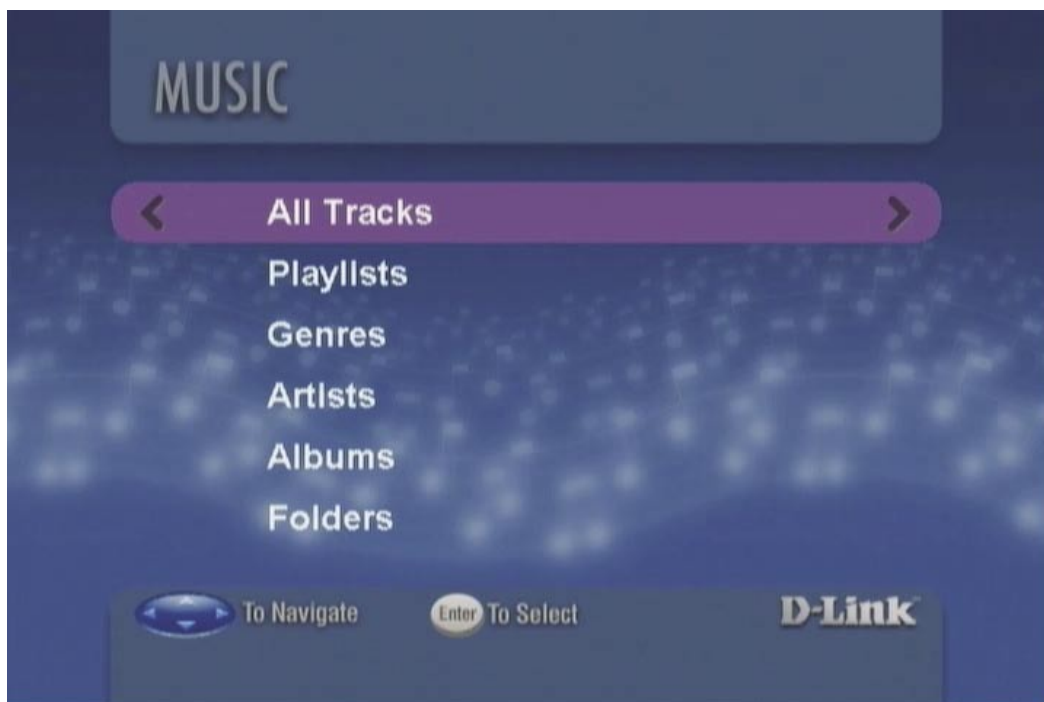 MUSIC
All Tracks
Playlists
Genres
Artists
Albums
Folders
To Navigate Enter To Select D-Link